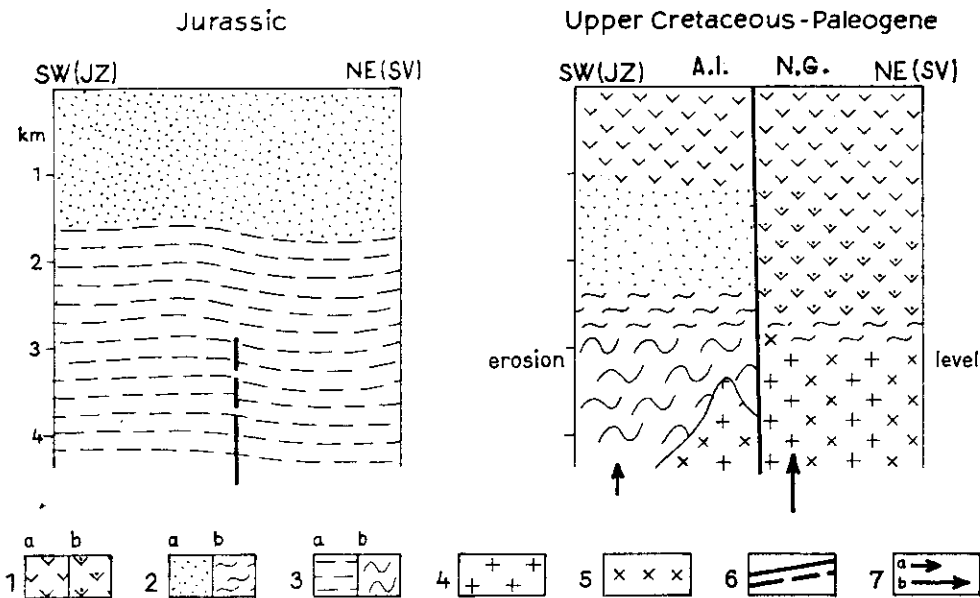 Jurassic
Upper Cretaceous-Paleogene
SW(JZ) NE(SV)
SW(JZ) A.I. N.G. NE(SV)
km
1
2
3
4
erosion level
a b a b a b
1 2 3 4 5 6 7 a b